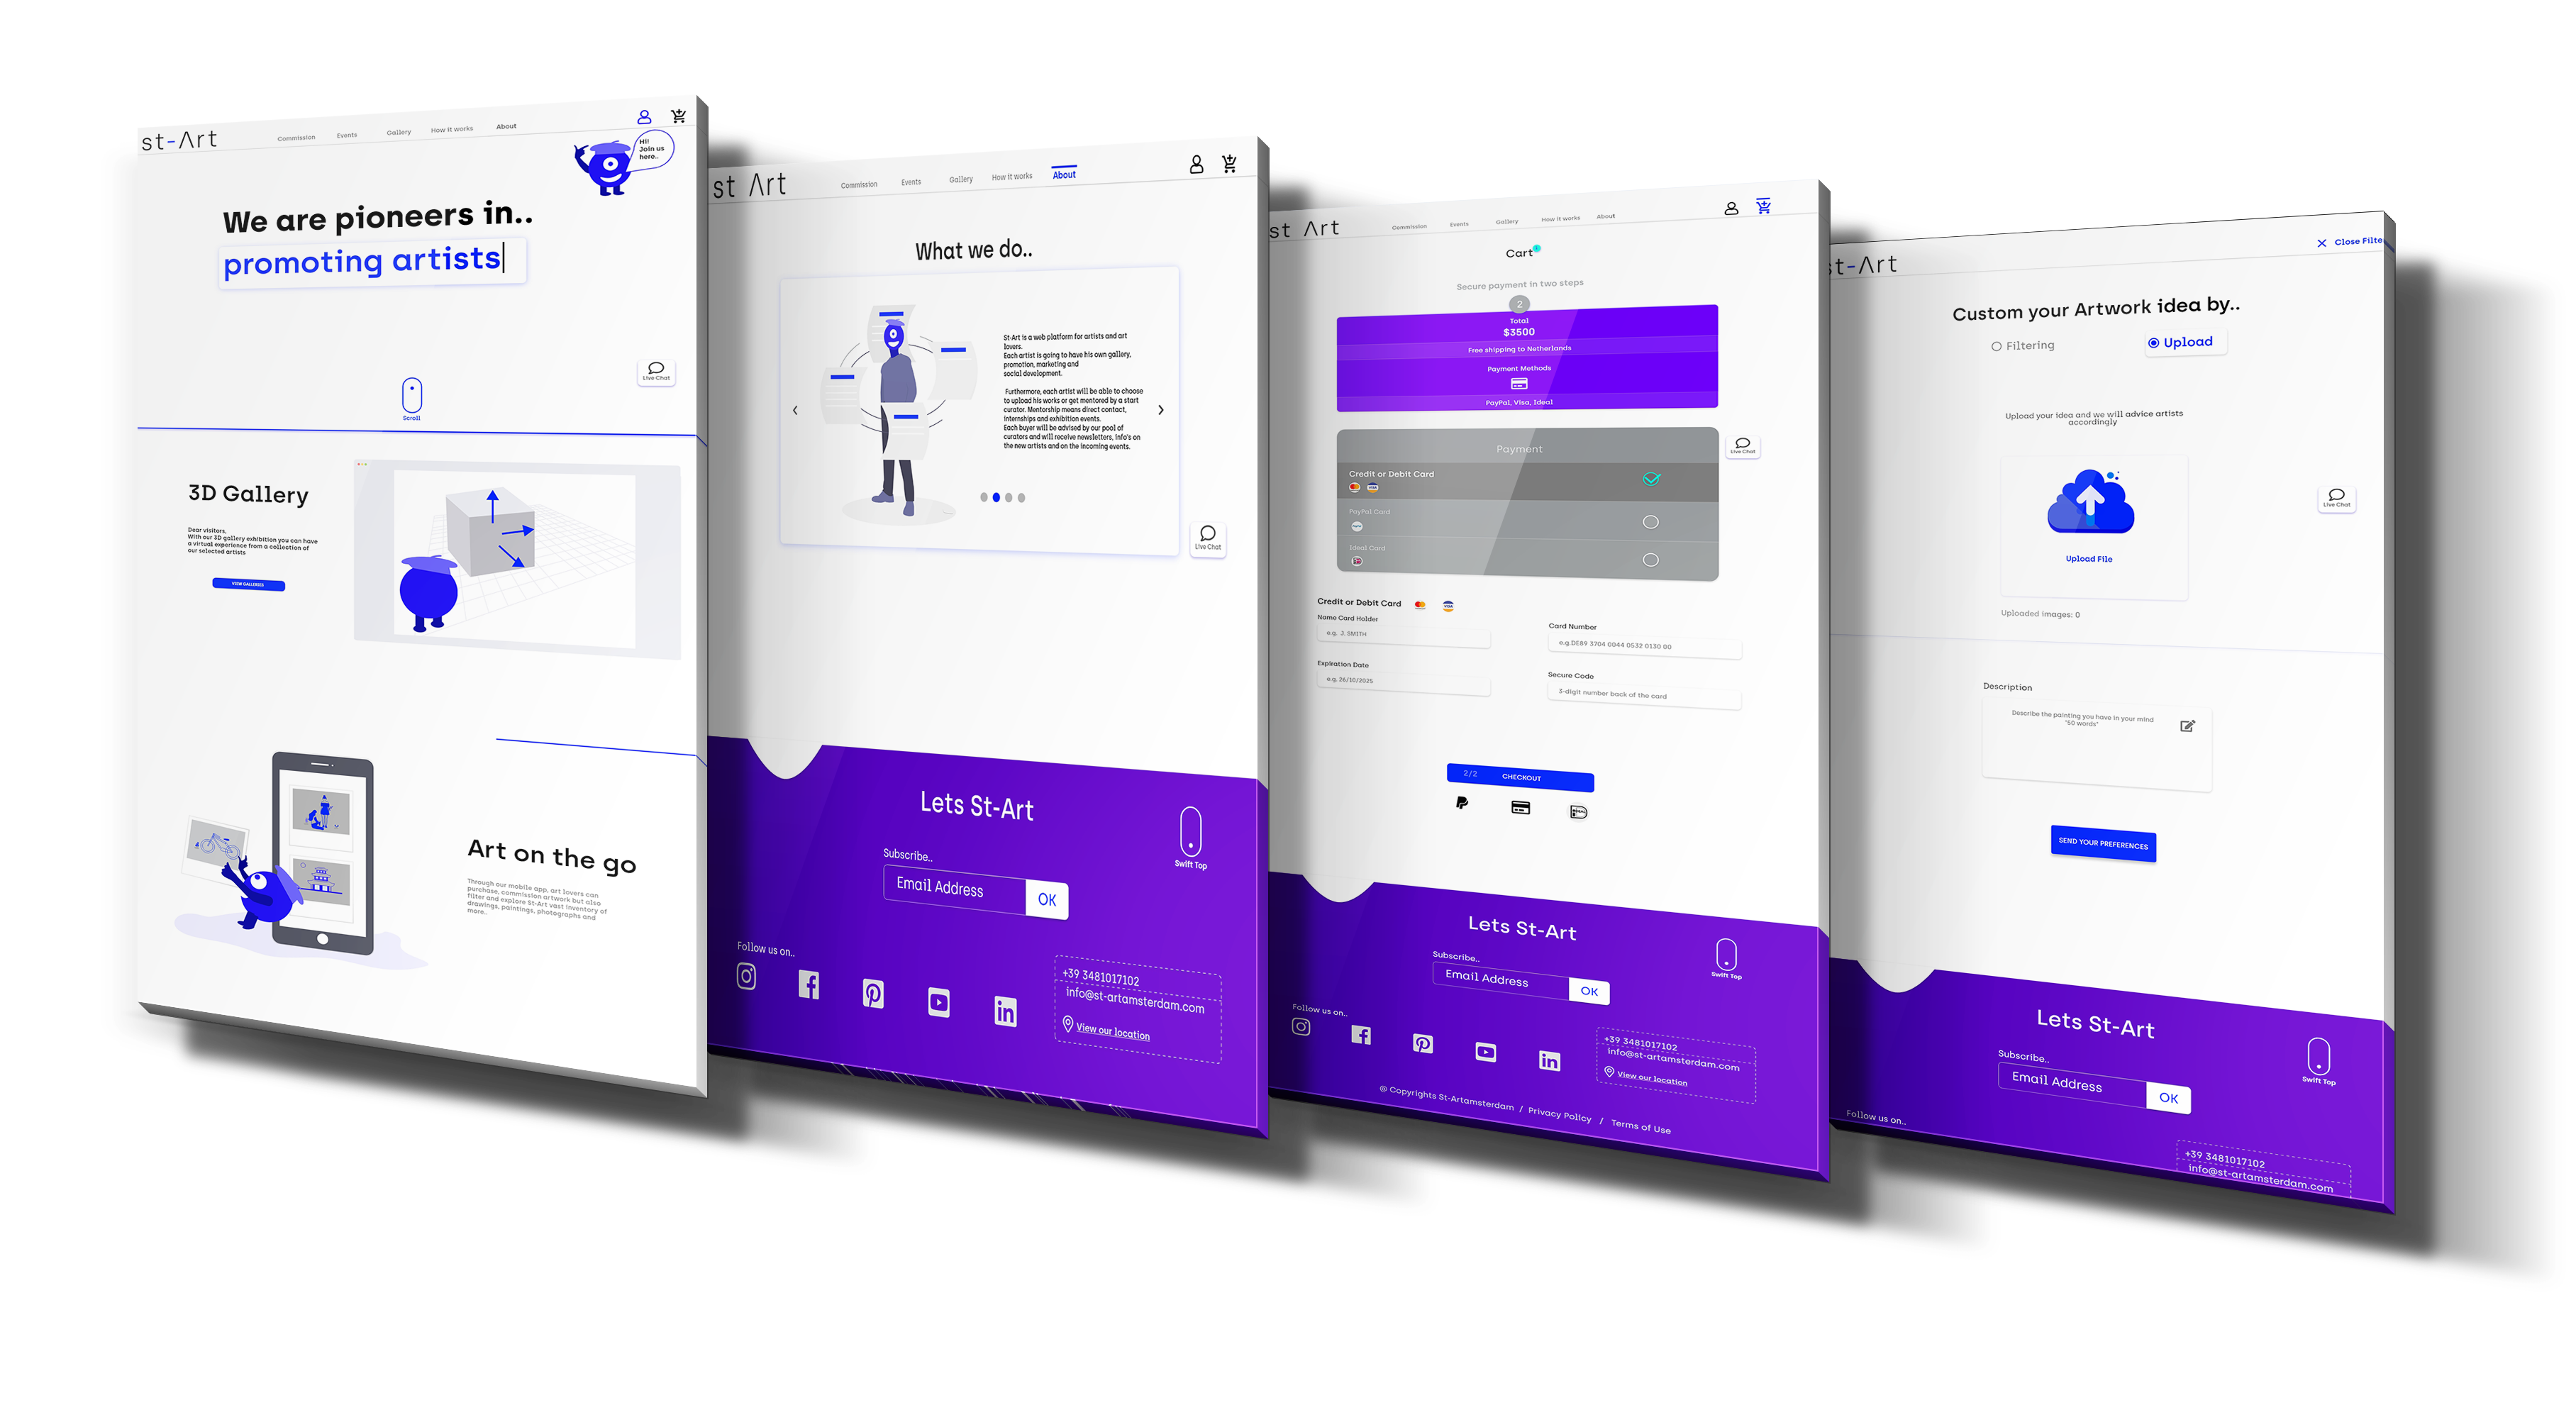 st-Art
Commission
Events
Gallery
How it works
About
Hi!
Join us
here..
We are pioneers in..
promoting artists
Live Chat
Scroll
3D Gallery
Dear visitors,
With our 3D gallery exhibition you can have
a virtual experience from a collection of
our selected artists
VIEW GALLERIES
Art on the go
Through our mobile app, art lovers can
purchase, commission artwork but also
filter and explore St-Art vast inventory of
drawings, paintings, photographs and
more..
st Art
Commission
Events
Gallery
How it works
About
What we do..
St-Art is a web platform for artists and art
lovers.
Each artist is going to have his own gallery,
promotion, marketing and
social development.
Furthermore, each artist will be able to choose
to upload his works or get mentored by a start
curator. Mentorship means direct contact,
internships and exhibition events.
Each buyer will be advised by our pool of
curators and will receive newsletters, info's on
the new artists and on the incoming events.
Live Chat
Lets St-Art
Swift Top
Subscribe..
Email Address
OK
Follow us on..
+39 3481017102
info@st-artamsterdam.com
View our location
st Art
Commission
Events
Gallery
How it works
About
Cart
Secure payment in two steps
2
Total
$3500
Free shipping to Netherlands
Payment Methods
PayPal, Visa, Ideal
Payment
Credit or Debit Card
PayPal Card
Ideal Card
Live Chat
Credit or Debit Card
VISA
Name Card Holder
e.g. J. SMITH
Card Number
e.g.DE89 3704 0044 0532 0130 00
Expiration Date
e.g. 26/10/2025
Secure Code
3-digit number back of the card
2/2 CHECKOUT
Lets St-Art
Swift Top
Subscribe..
Email Address
OK
Follow us on..
+39 3481017102
info@st-artamsterdam.com
View our location
@ Copyrights St-Artamsterdam / Privacy Policy / Terms of Use
Close Filte
st-Art
Custom your Artwork idea by..
Filtering
Upload
Upload your idea and we will advice artists
accordingly
Upload File
Live Chat
Uploaded images: 0
Description
Describe the painting you have in your mind
"50 words"
SEND YOUR PREFERENCES
Lets St-Art
Swift Top
Subscribe..
Email Address
OK
Follow us on..
+39 3481017102
info@st-artamsterdam.com